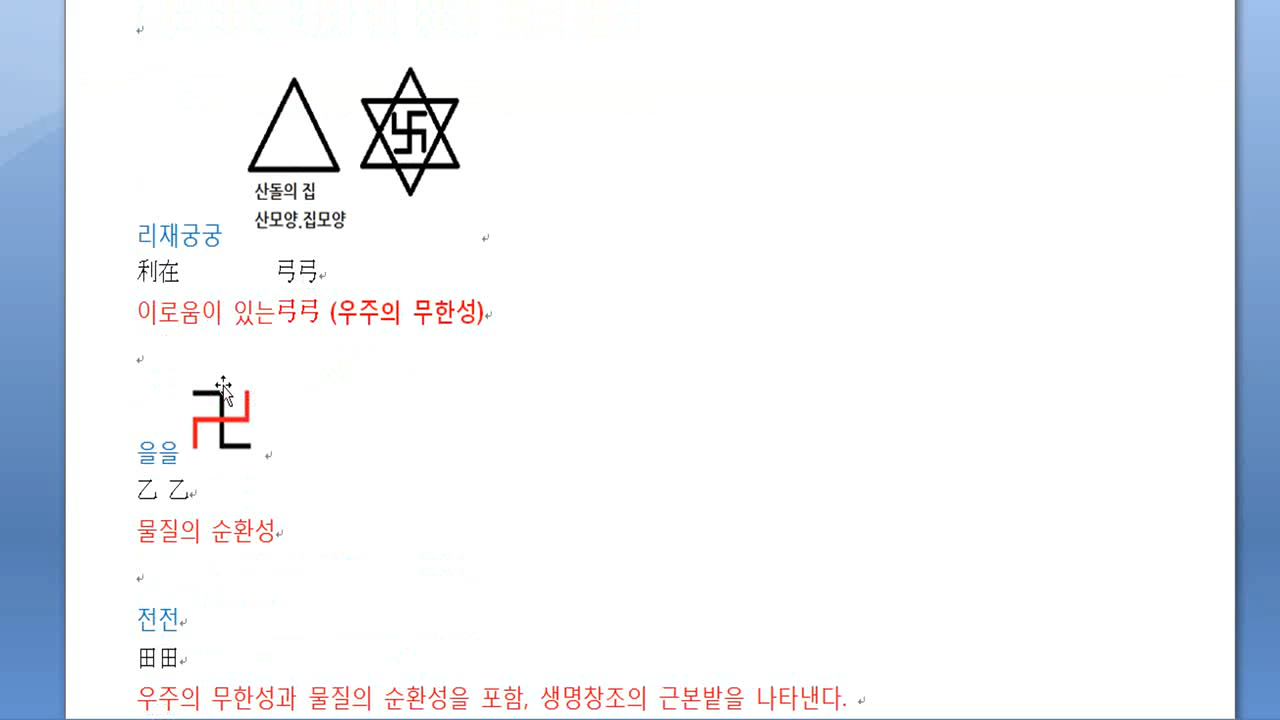 산돌의 집
산모양.집모양
리재궁궁
利在 弓弓
이로움이 있는弓弓 (우주의 무한성)
을을
乙 乙
물질의 순환성
전전
田田
우주의 무한성과 물질의 순환성을 포함, 생명창조의 근본밭을 나타낸다.